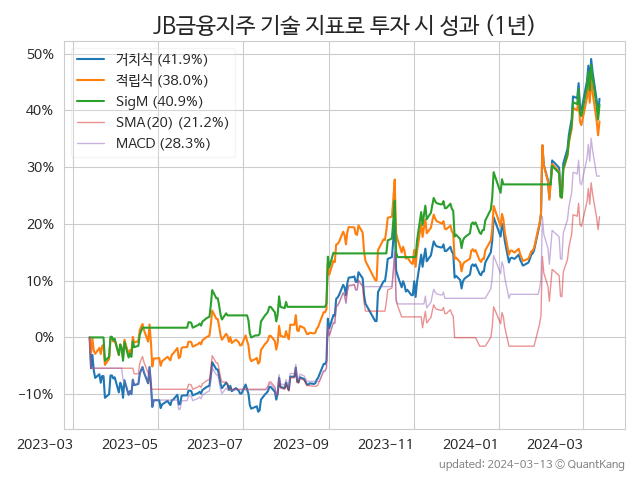 JB금융지주 기술 지표로 투자 시 성과 (1년)
50%
40%
30%
20%
10%
0%
−10%
거치식 (41.9%)
적립식 (38.0%)
SigM (40.9%)
SMA(20) (21.2%)
MACD (28.3%)
2023-03 2023-05 2023-07 2023-09 2023-11 2024-01 2024-03
updated: 2024-03-13 © QuantKang